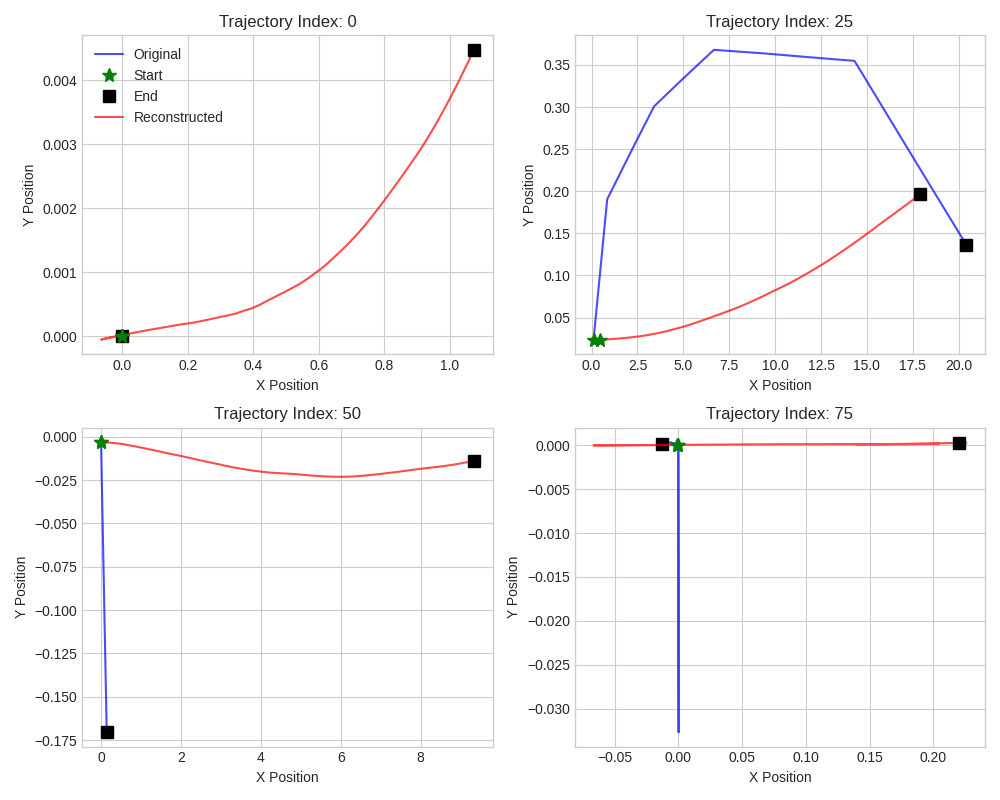 Trajectory Index: 0
Original
Start
End
Reconstructed
0.004
0.003
0.002
0.001
0.000
Y Position
0.0 0.2 0.4 0.6 0.8 1.0
X Position
Trajectory Index: 25
0.35
0.30
0.25
0.20
0.15
0.10
0.05
Y Position
0.0 2.5 5.0 7.5 10.0 12.5 15.0 17.5 20.0
X Position
Trajectory Index: 50
0.000
−0.025
−0.050
−0.075
−0.100
−0.125
−0.150
−0.175
Y Position
0 2 4 6 8
X Position
Trajectory Index: 75
0.000
−0.005
−0.010
−0.015
−0.020
−0.025
−0.030
Y Position
−0.05 0.00 0.05 0.10 0.15 0.20
X Position